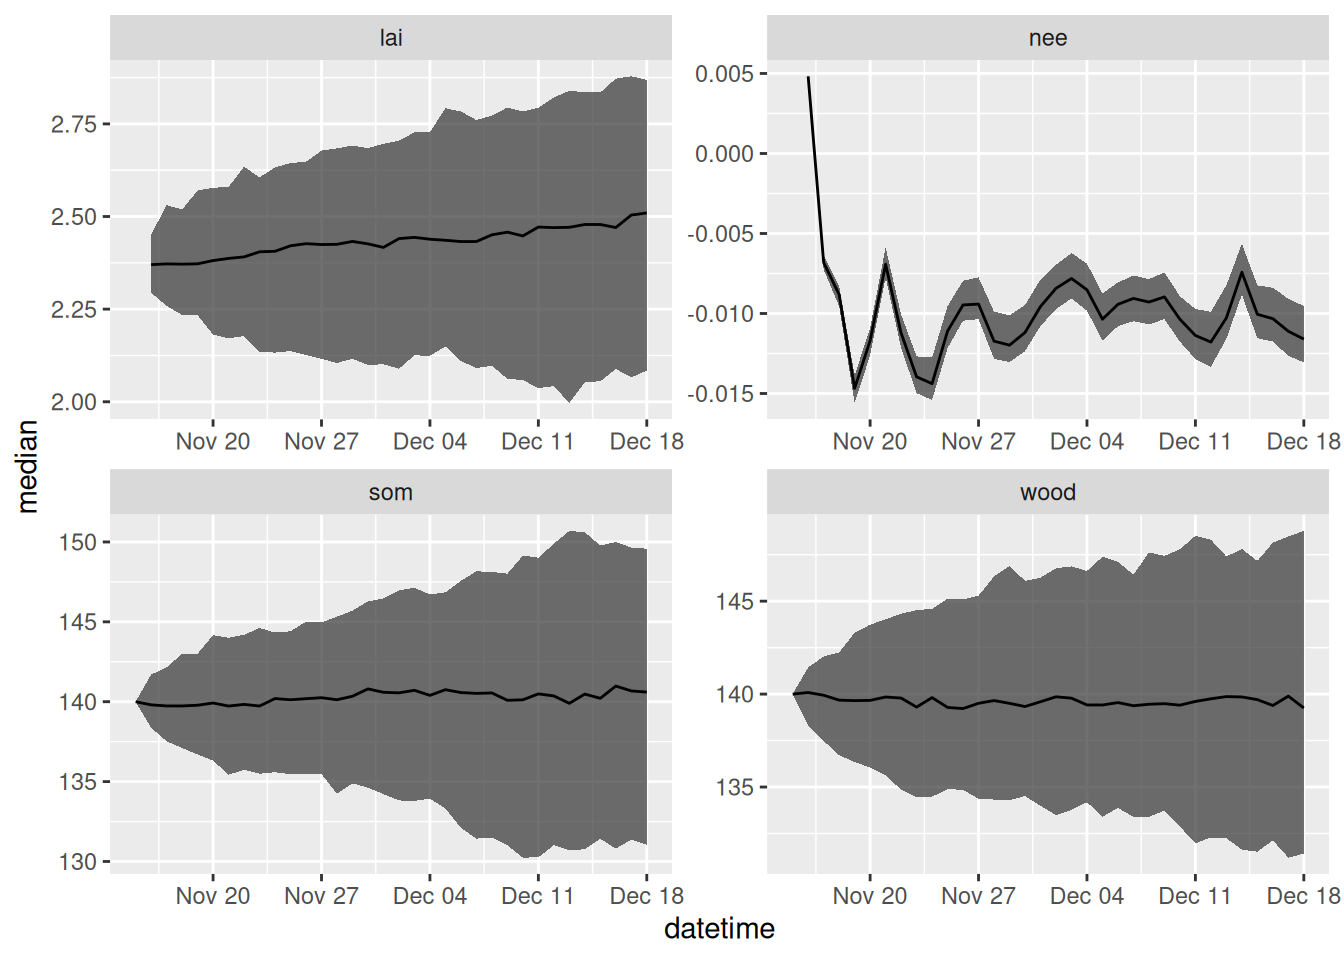 lai
nee
2.75
2.50
2.25
2.00
0.005
0.000
-0.005
-0.010
-0.015
Nov 20 Nov 27 Dec 04 Dec 11 Dec 18
Nov 20 Nov 27 Dec 04 Dec 11 Dec 18
median
som
wood
150
145
140
135
130
145
140
135
Nov 20 Nov 27 Dec 04 Dec 11 Dec 18
Nov 20 Nov 27 Dec 04 Dec 11 Dec 18
datetime